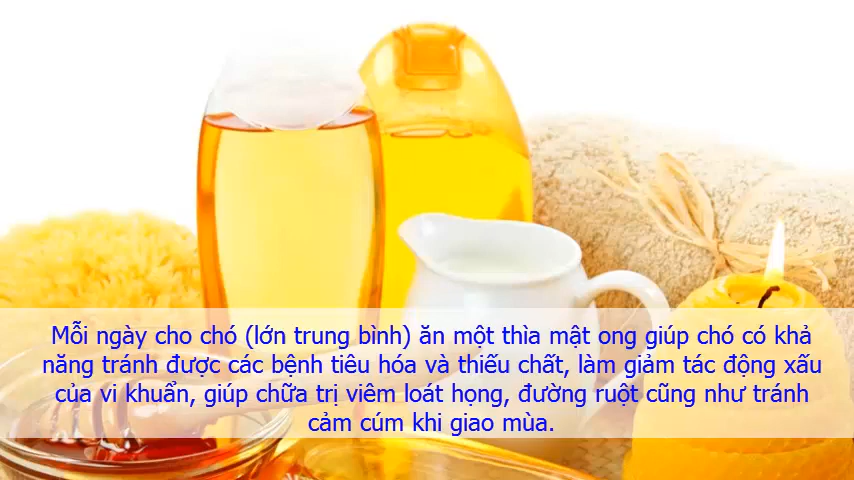 Mỗi ngày cho chó (lớn trung bình) ăn một thìa mật ong giúp chó có khả
năng tránh được các bệnh tiêu hóa và thiếu chất, làm giảm tác động xấu
của vi khuẩn, giúp chữa trị viêm loát họng, đường ruột cũng như tránh
cảm cúm khi giao mùa.